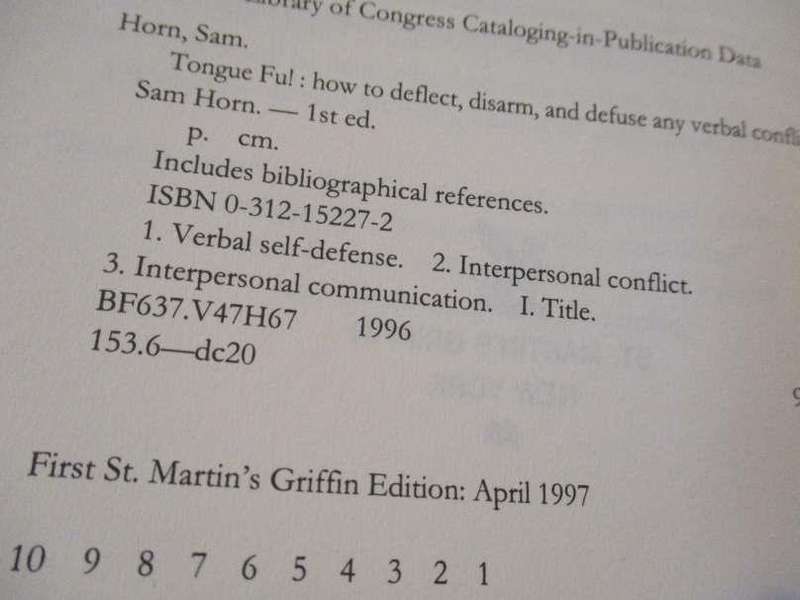 Library of Congress Cataloging-in-Publication Data
Horn, Sam.
Tongue Fu! : how to deflect, disarm, and defuse any verbal
Sam Horn. — 1st ed.
p. cm.
Includes bibliographical references.
ISBN 0-312-15227-2
1. Verbal self-defense. 2. Interpersonal conflict.
3. Interpersonal communication. I. Title.
BF637.V47H67 1996
153.6—dc20
First St. Martin's Griffin Edition: April 1997
10 9 8 7 6 5 4 3 2 1